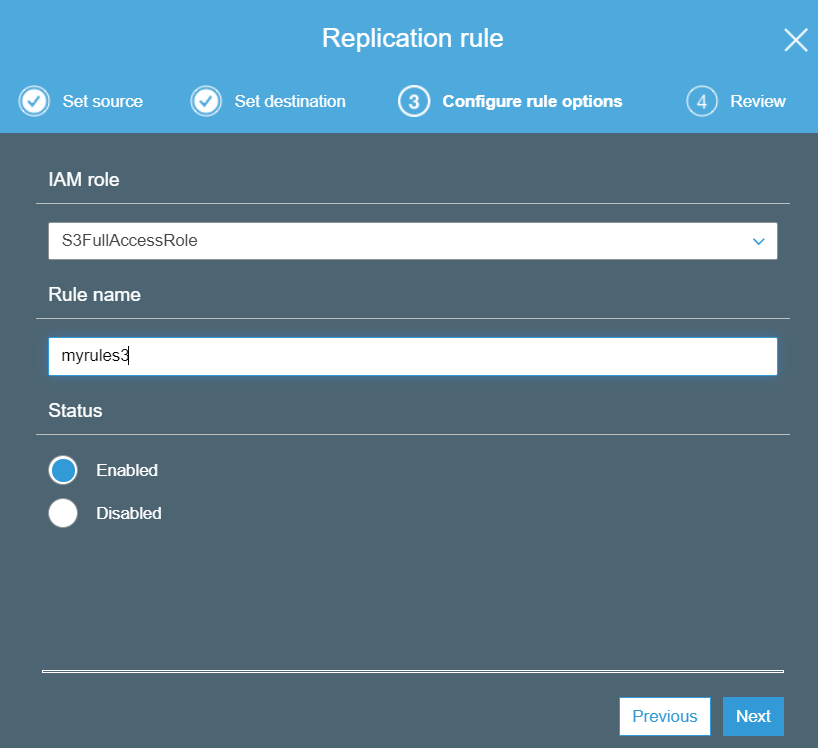 Replication rule
Set source
Set destination
3 Configure rule options
4 Review
IAM role
S3FullAccessRole
Rule name
myrules3
Status
Enabled
Disabled
Previous
Next